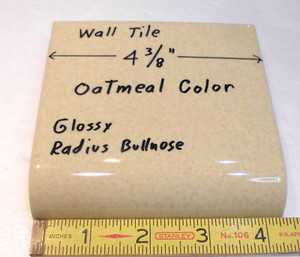 Wall Tile
4 3/8"
Oatmeal Color
Glossy
Radius Bullnose
INCHES 1 2 STANLEY 3 No. 106 4